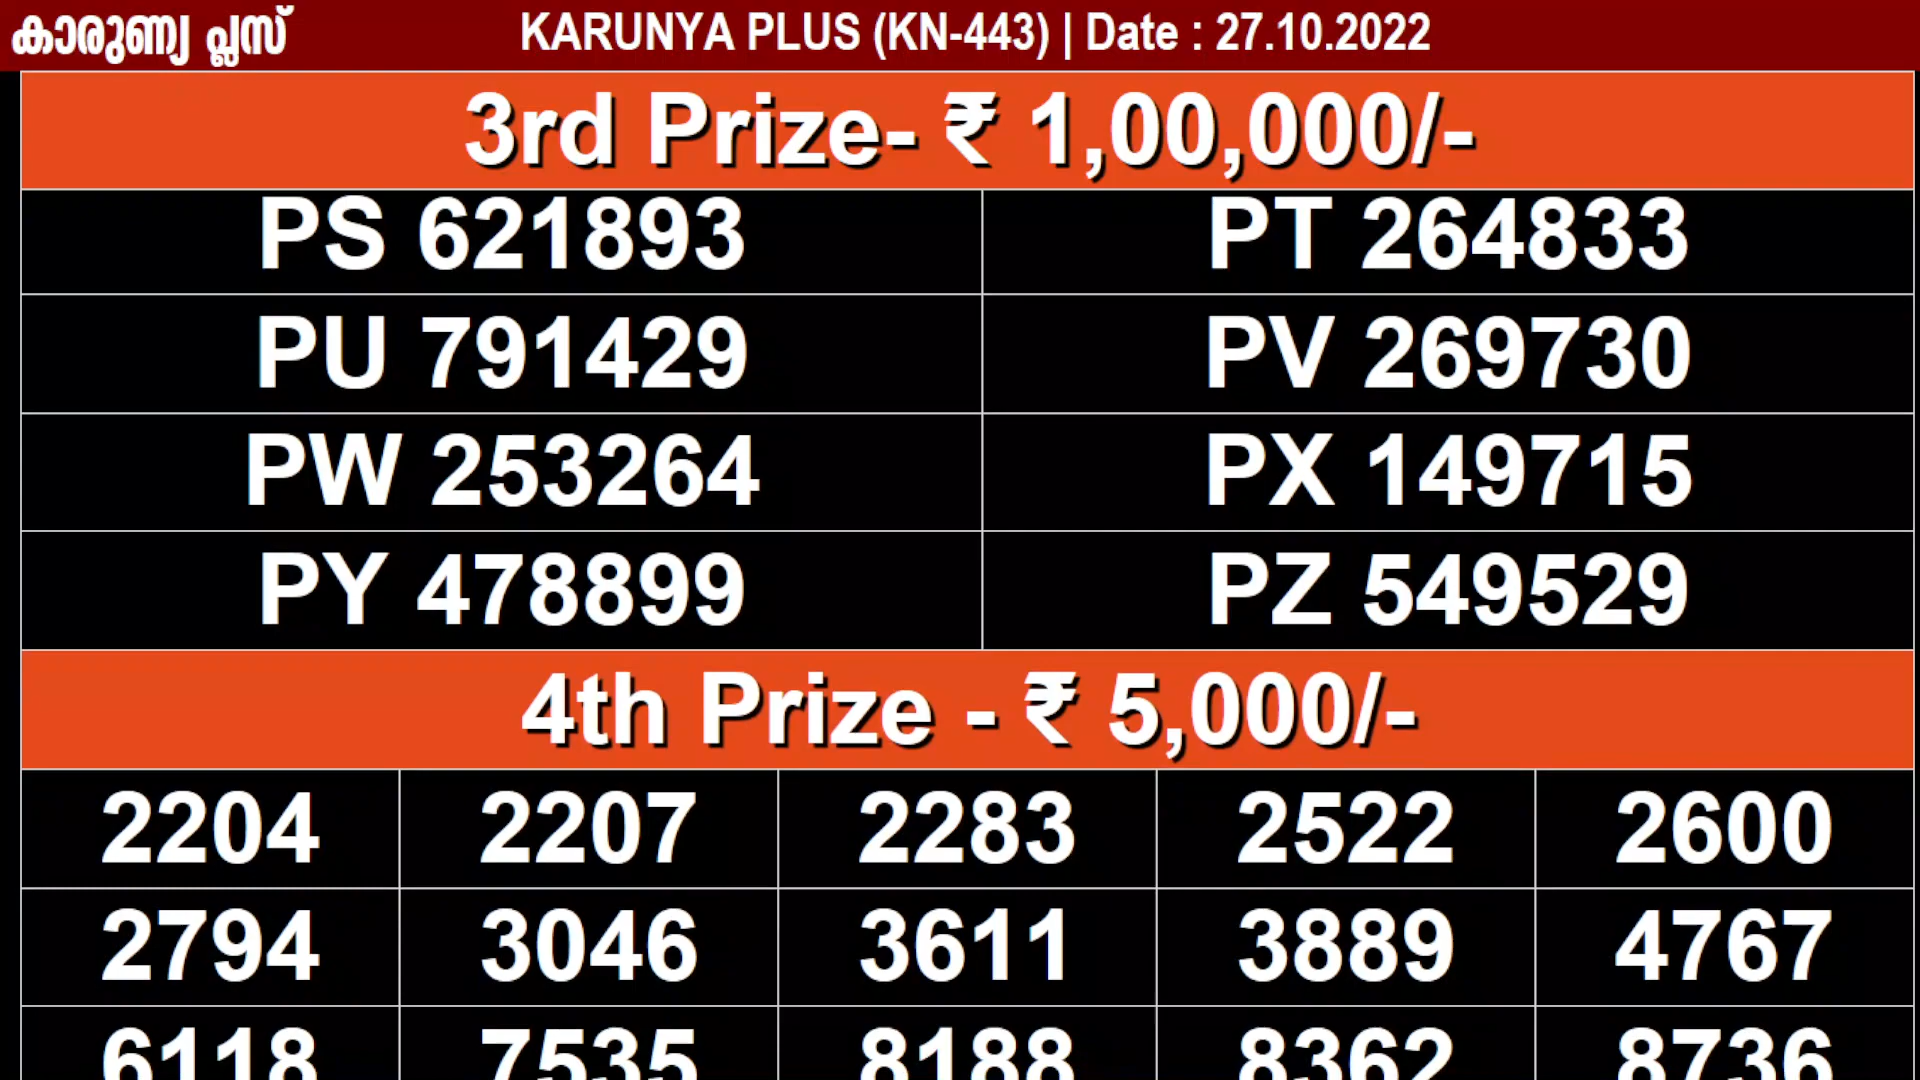 കാരുണ്യ പ്ലസ് KARUNYA PLUS (KN-443) | Date : 27.10.2022
3rd Prize- ₹ 1,00,000/-
PS 621893 PT 264833
PU 791429 PV 269730
PW 253264 PX 149715
PY 478899 PZ 549529
4th Prize - ₹ 5,000/-
2204 2207 2283 2522 2600
2794 3046 3611 3889 4767
6118 7535 8188 8362 8736